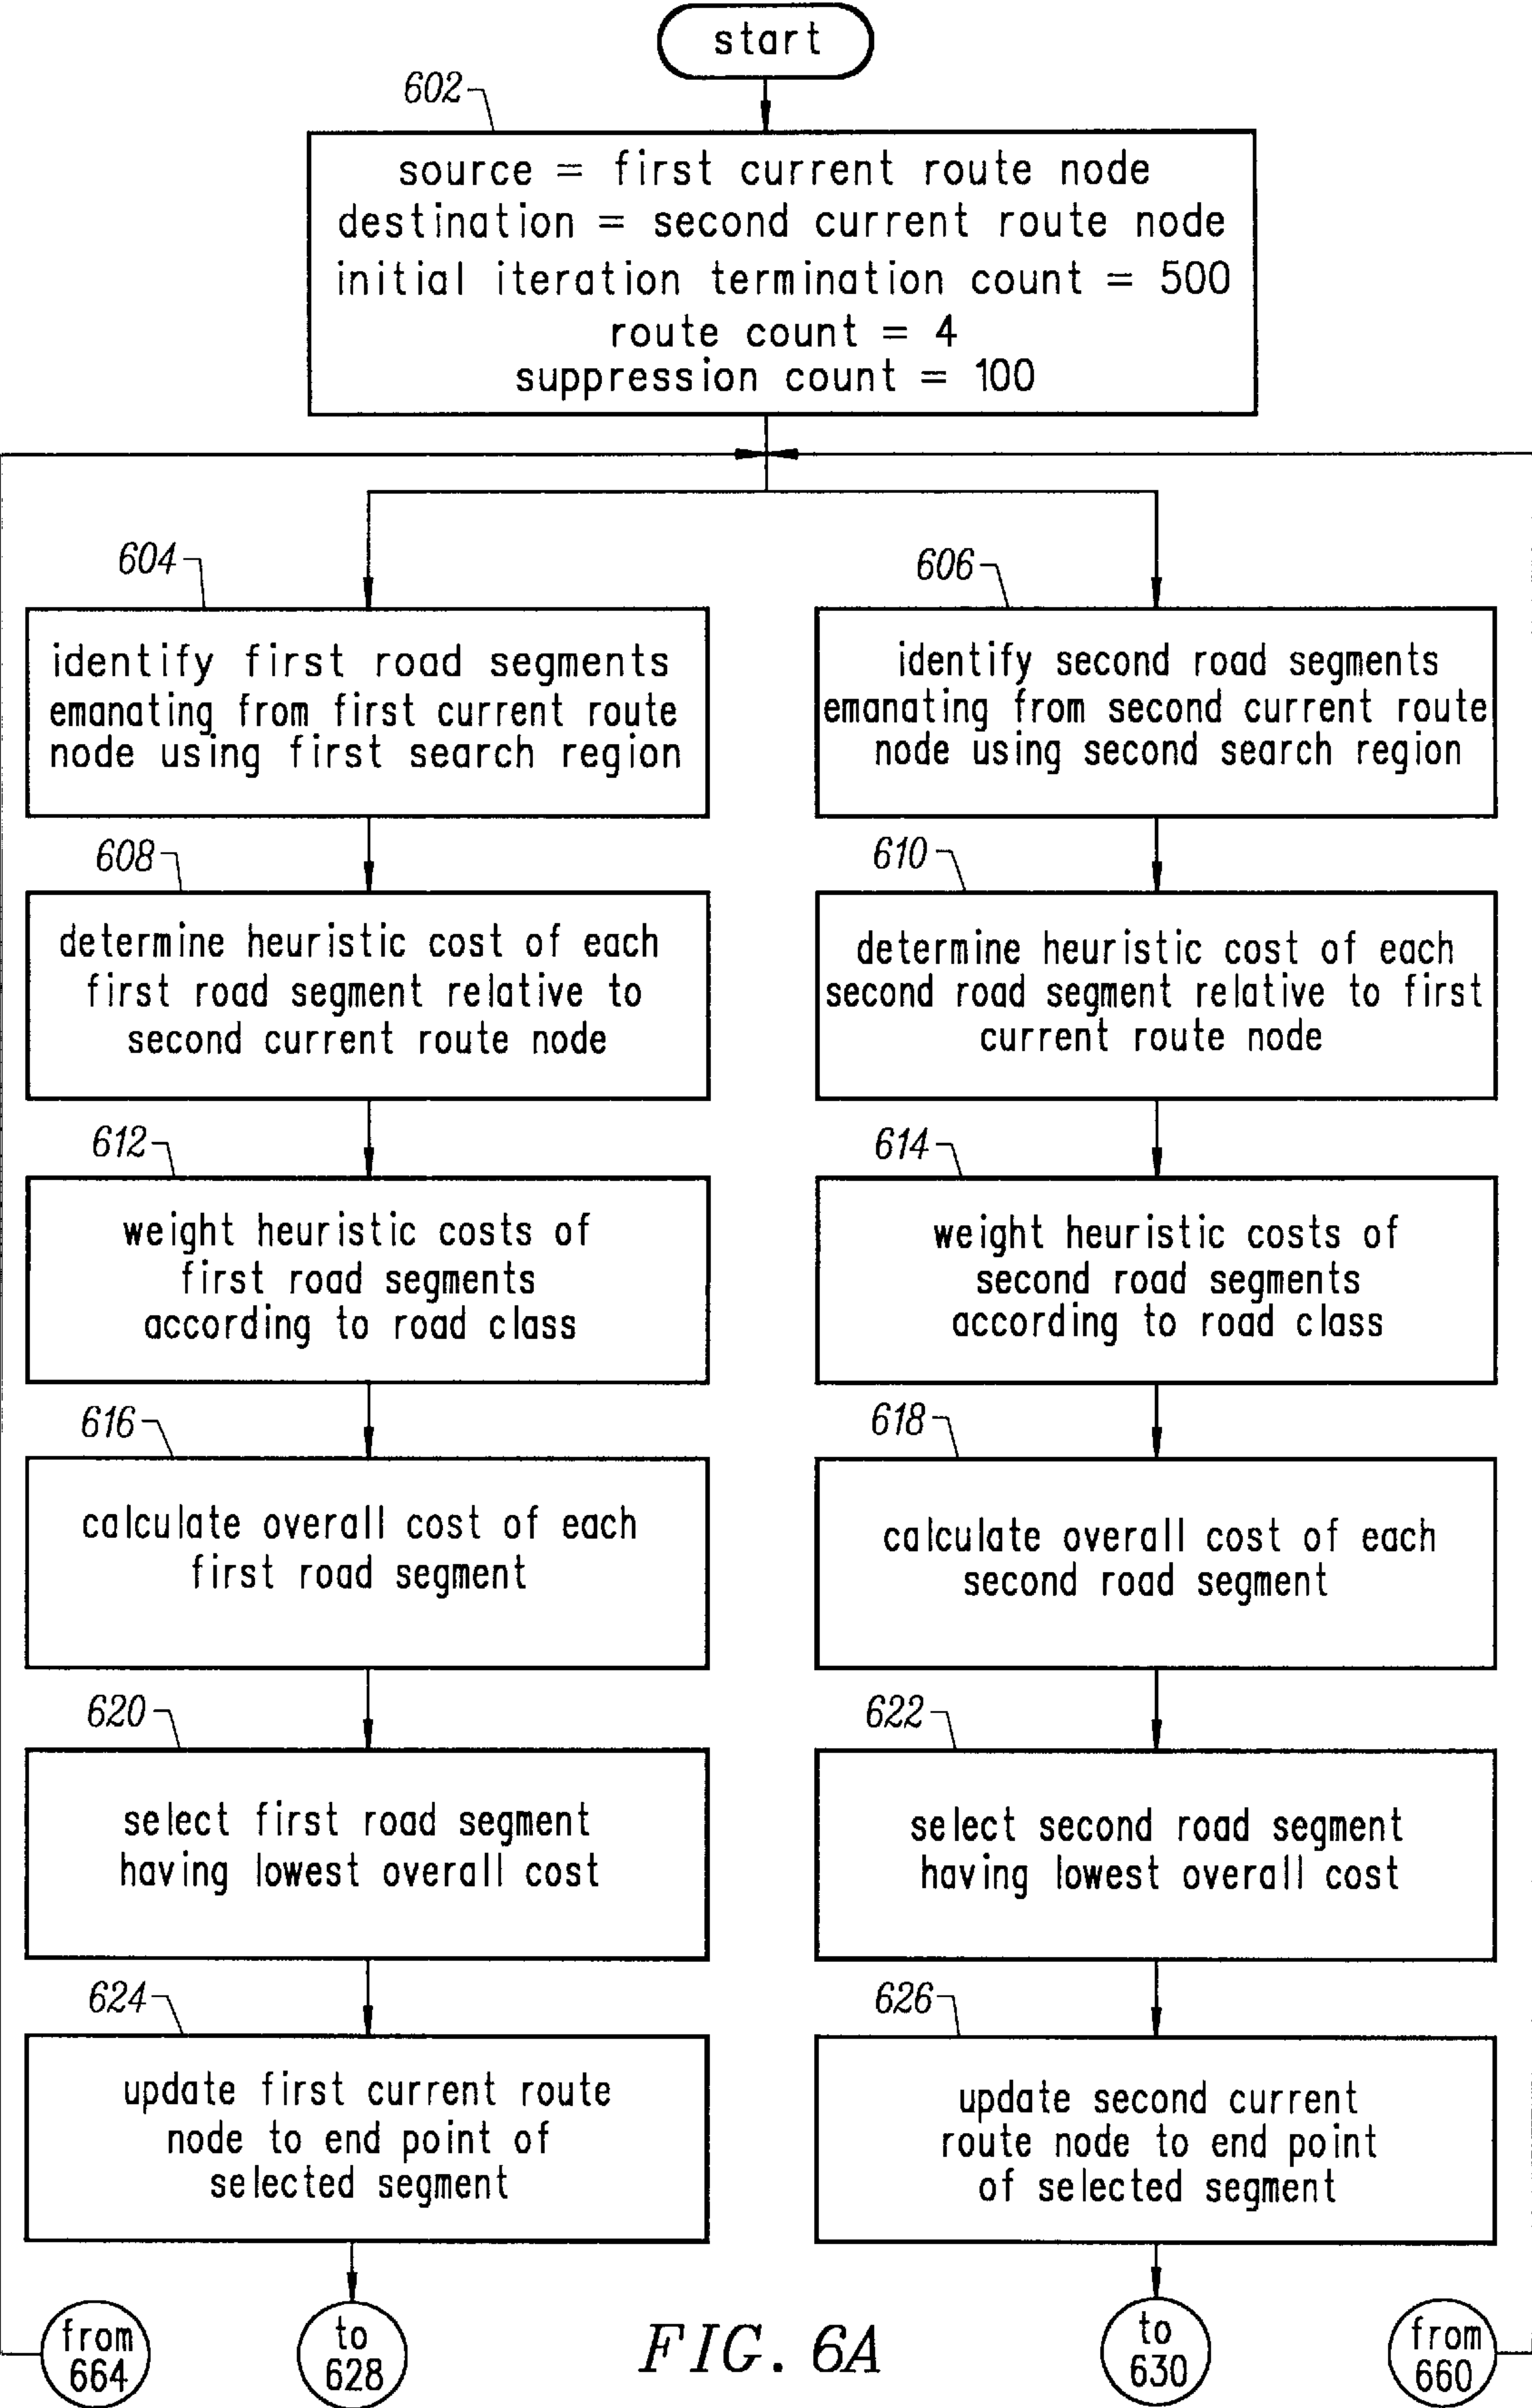 start
602
source = first current route node
destination = second current route node
initial iteration termination count = 500
route count = 4
suppression count = 100
604
identify first road segments
emanating from first current route
node using first search region
606
identify second road segments
emanating from second current route
node using second search region
608
determine heuristic cost of each
first road segment relative to
second current route node
610
determine heuristic cost of each
second road segment relative to first
current route node
612
weight heuristic costs of
first road segments
according to road class
614
weight heuristic costs of
second road segments
according to road class
616
calculate overall cost of each
first road segment
618
calculate overall cost of each
second road segment
620
select first road segment
having lowest overall cost
622
select second road segment
having lowest overall cost
624
update first current route
node to end point of
selected segment
626
update second current
route node to end point
of selected segment
from
664
to
628
FIG. 6A
to
630
from
660